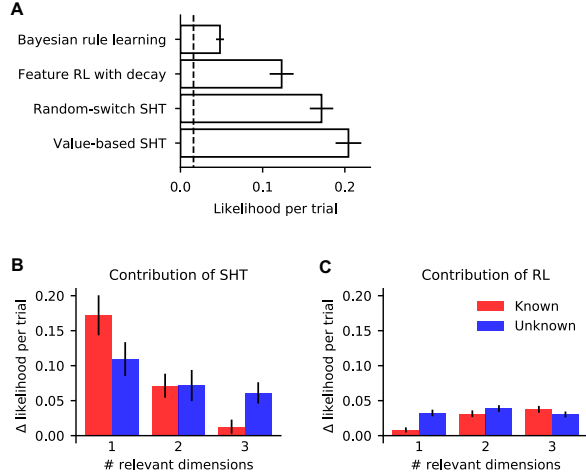 A
Bayesian rule learning
Feature RL with decay
Random-switch SHT
Value-based SHT
0.0 0.1 0.2
Likelihood per trial
B
Contribution of SHT
Δ likelihood per trial
0.20
0.15
0.10
0.05
0.00
1 2 3
# relevant dimensions
C
Contribution of RL
Known
Unknown
Δ likelihood per trial
0.20
0.15
0.10
0.05
0.00
1 2 3
# relevant dimensions